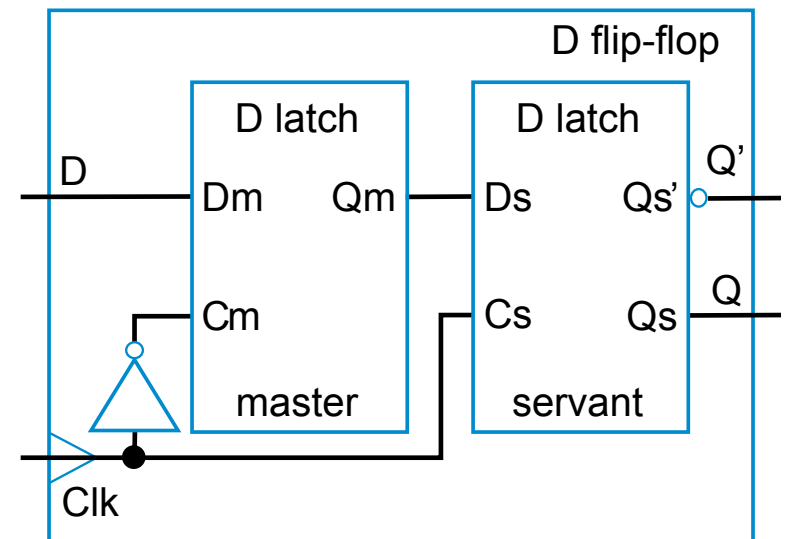 D flip-flop
D latch
D latch
D
Dm
Qm
Ds
Qs’
Q’
Cm
Cs
Qs
Q
master
servant
Clk